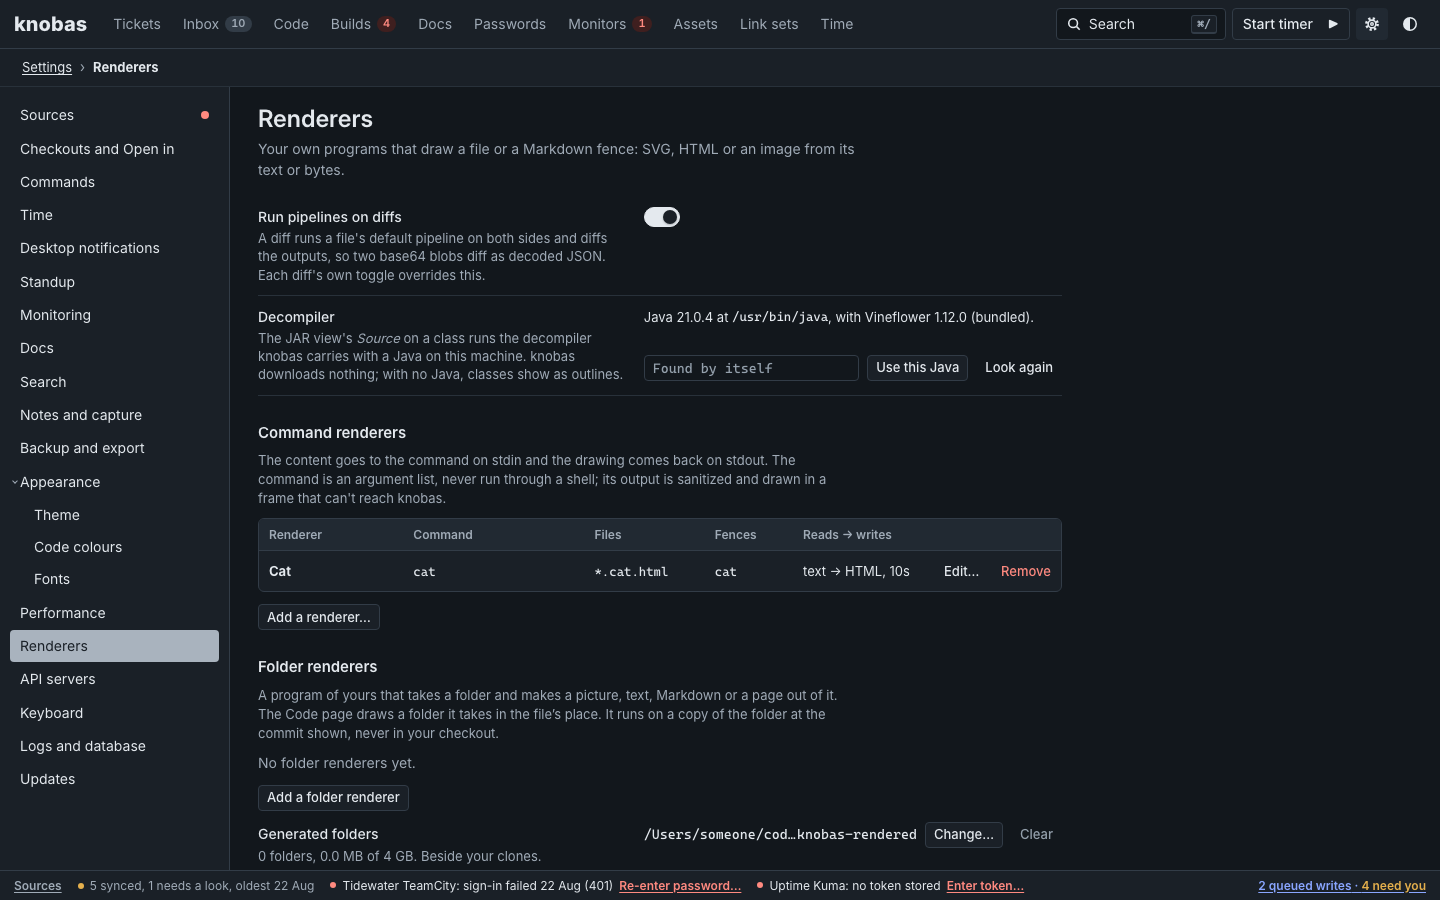 knobas Tickets Inbox 10 Code Builds 4 Docs Passwords Monitors 1 Assets Link sets Time Search ⌘/ Start timer
Settings › Renderers
Sources
Checkouts and Open in
Commands
Time
Desktop notifications
Standup
Monitoring
Docs
Search
Notes and capture
Backup and export
Appearance
Theme
Code colours
Fonts
Performance
Renderers
API servers
Keyboard
Logs and database
Updates
Renderers
Your own programs that draw a file or a Markdown fence: SVG, HTML or an image from its
text or bytes.
Run pipelines on diffs
A diff runs a file's default pipeline on both sides and diffs
the outputs, so two base64 blobs diff as decoded JSON.
Each diff's own toggle overrides this.
Decompiler
The JAR view's Source on a class runs the decompiler
knobas carries with a Java on this machine. knobas
downloads nothing; with no Java, classes show as outlines.
Java 21.0.4 at /usr/bin/java, with Vineflower 1.12.0 (bundled).
Found by itself Use this Java Look again
Command renderers
The content goes to the command on stdin and the drawing comes back on stdout. The
command is an argument list, never run through a shell; its output is sanitized and drawn in a
frame that can't reach knobas.
Renderer Command Files Fences Reads → writes
Cat cat *.cat.html cat text → HTML, 10s Edit… Remove
Add a renderer…
Folder renderers
A program of yours that takes a folder and makes a picture, text, Markdown or a page out of it.
The Code page draws a folder it takes in the file's place. It runs on a copy of the folder at the
commit shown, never in your checkout.
No folder renderers yet.
Add a folder renderer
Generated folders
0 folders, 0.0 MB of 4 GB. Beside your clones.
/Users/someone/cod…knobas-rendered Change… Clear
Sources 5 synced, 1 needs a look, oldest 22 Aug Tidewater TeamCity: sign-in failed 22 Aug (401) Re-enter password… Uptime Kuma: no token stored Enter token… 2 queued writes · 4 need you